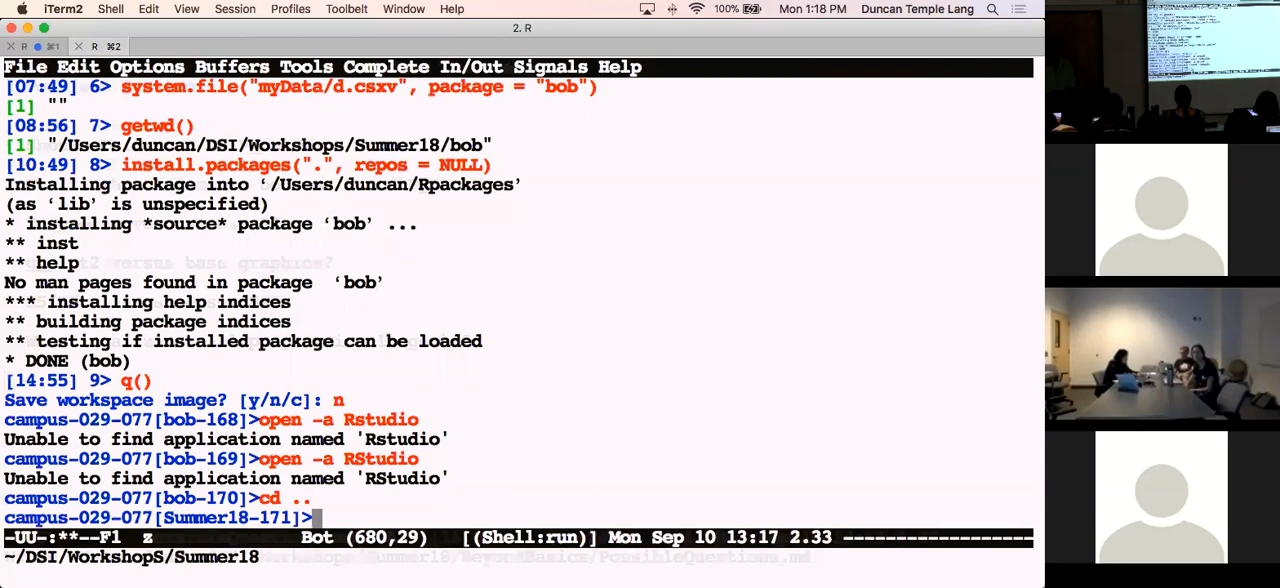 iTerm2 Shell Edit View Session Profiles Toolbelt Window Help 100% Mon 1:18 PM Duncan Temple Lang
2. R
R ⌘1 R ⌘2
File Edit Options Buffers Tools Complete In/Out Signals Help
[07:49] 6> system.file("myData/d.csxv", package = "bob")
[1] ""
[08:56] 7> getwd()
[1] "/Users/duncan/DSI/Workshops/Summer18/bob"
[10:49] 8> install.packages(".", repos = NULL)
Installing package into ‘/Users/duncan/Rpackages’
(as ‘lib’ is unspecified)
* installing *source* package ‘bob’ ...
** inst
** help
No man pages found in package  ‘bob’
*** installing help indices
** building package indices
** testing if installed package can be loaded
* DONE (bob)
[14:55] 9> q()
Save workspace image? [y/n/c]: n
campus-029-077[bob-168]>open -a Rstudio
Unable to find application named 'Rstudio'
campus-029-077[bob-169]>open -a RStudio
Unable to find application named 'RStudio'
campus-029-077[bob-170]>cd ..
campus-029-077[Summer18-171]>
-UU-:**--F1 z Bot (680,29) [(Shell:run)] Mon Sep 10 13:17 2.33 --------------------
~/DSI/WorkshopS/Summer18